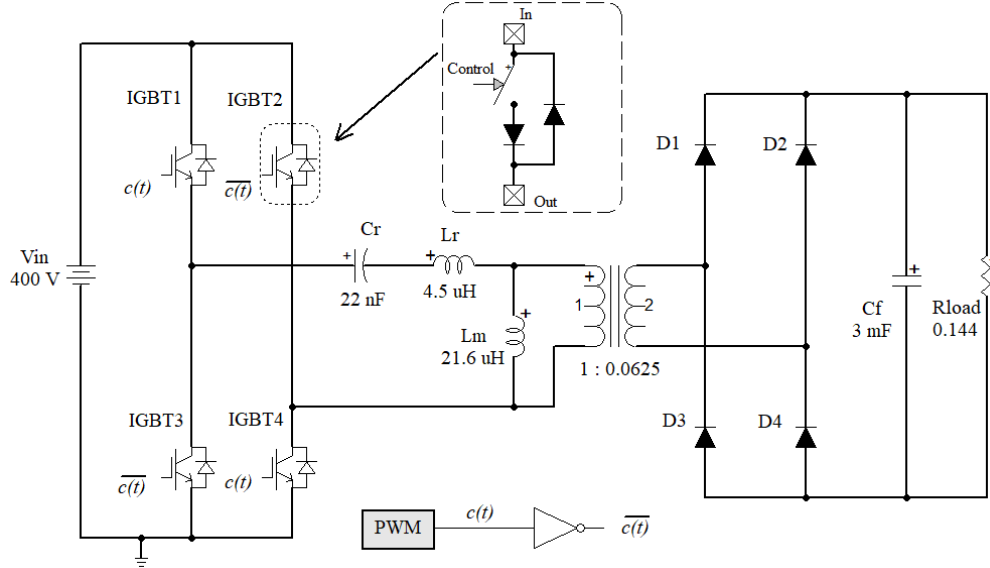 In
Control
Out
IGBT1
IGBT2
c(t)
c(t)
D1
D2
Vin
400 V
Cr
22 nF
Lr
4.5 uH
Lm
21.6 uH
1
2
1 : 0.0625
Cf
3 mF
Rload
0.144
IGBT3
IGBT4
c(t)
c(t)
D3
D4
PWM
c(t)
c(t)